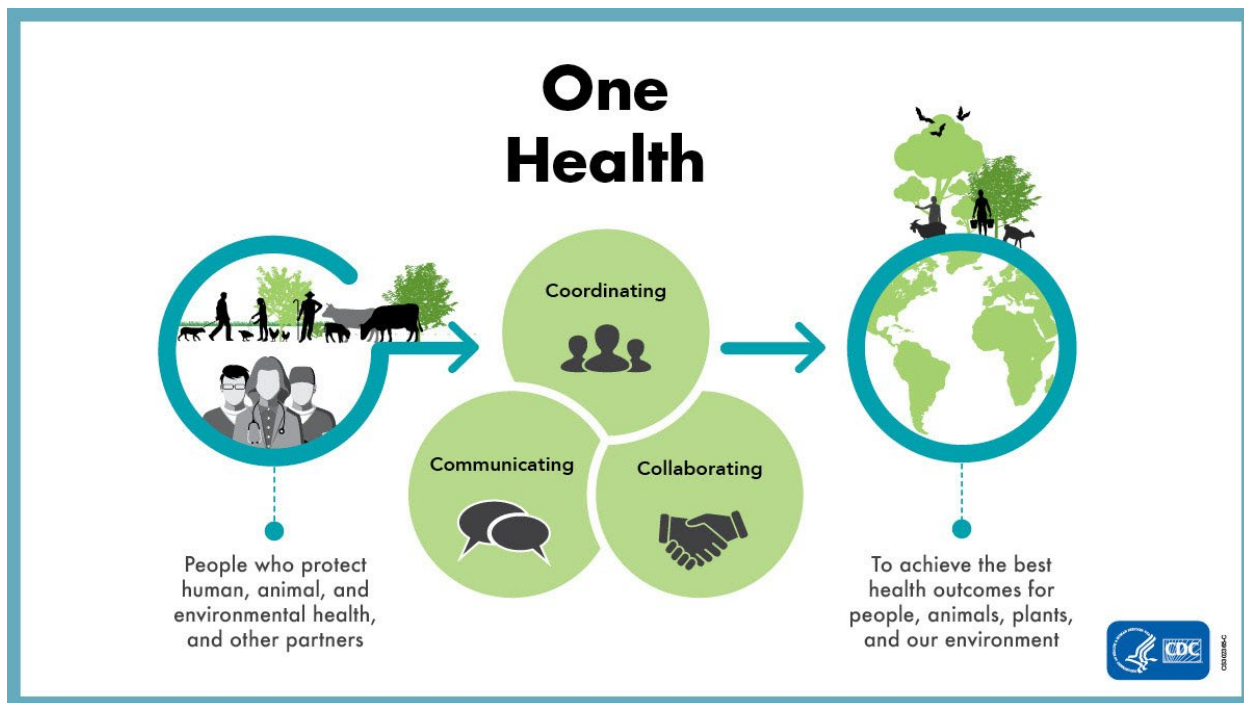 One
Health
Coordinating
Communicating
Collaborating
People who protect
human, animal, and
environmental health,
and other partners
To achieve the best
health outcomes for
people, animals, plants,
and our environment
CDC